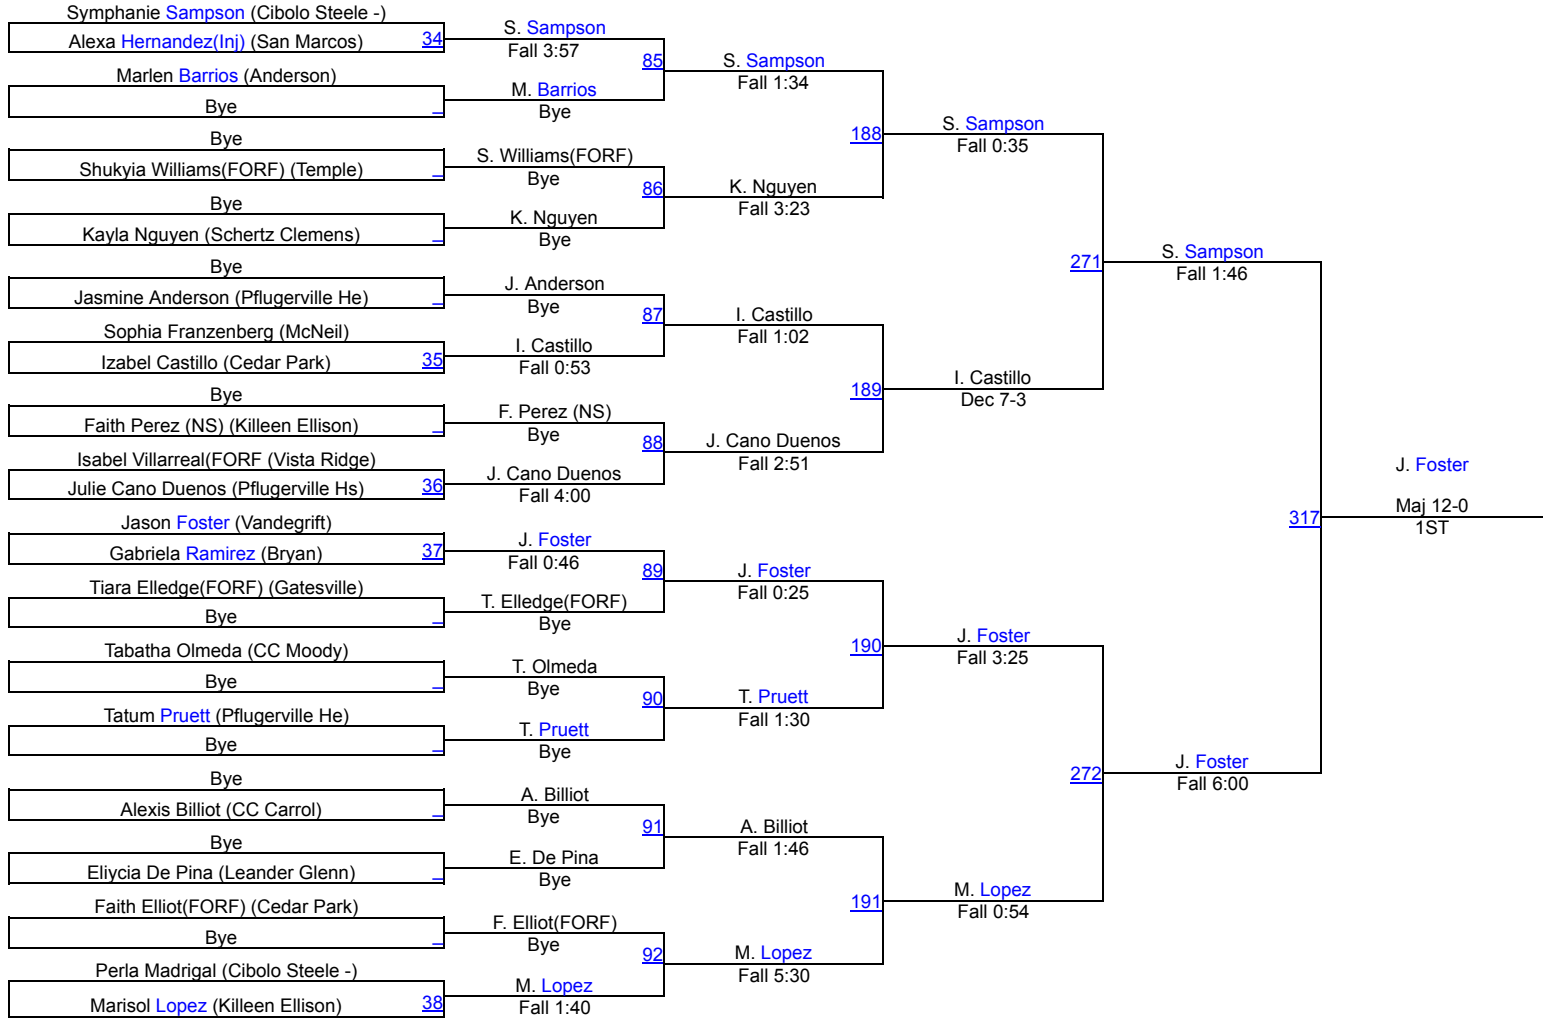 Symphanie Sampson (Cibolo Steele -)
Alexa Hernandez(Inj) (San Marcos) 34
Marlen Barrios (Anderson)
Bye _
Bye
Shukyia Williams(FORF) (Temple) _
Bye
Kayla Nguyen (Schertz Clemens) _
Bye
Jasmine Anderson (Pflugerville He) _
Sophia Franzenberg (McNeil)
Izabel Castillo (Cedar Park) 35
Bye
Faith Perez (NS) (Killeen Ellison) _
Isabel Villarreal(FORF (Vista Ridge)
Julie Cano Duenos (Pflugerville Hs) 36
Jason Foster (Vandegrift)
Gabriela Ramirez (Bryan) 37
Tiara Elledge(FORF) (Gatesville)
Bye _
Tabatha Olmeda (CC Moody)
Bye _
Tatum Pruett (Pflugerville He)
Bye _
Bye
Alexis Billiot (CC Carrol) _
Bye
Eliycia De Pina (Leander Glenn) _
Faith Elliot(FORF) (Cedar Park)
Bye _
Perla Madrigal (Cibolo Steele -)
Marisol Lopez (Killeen Ellison) 38
S. Sampson
Fall 3:57
85
M. Barrios
Bye
S. Williams(FORF)
Bye
86
K. Nguyen
Bye
J. Anderson
Bye
87
I. Castillo
Fall 0:53
F. Perez (NS)
Bye
88
J. Cano Duenos
Fall 4:00
J. Foster
Fall 0:46
89
T. Elledge(FORF)
Bye
T. Olmeda
Bye
90
T. Pruett
Bye
A. Billiot
Bye
91
E. De Pina
Bye
F. Elliot(FORF)
Bye
92
M. Lopez
Fall 1:40
S. Sampson
Fall 1:34
188
K. Nguyen
Fall 3:23
I. Castillo
Fall 1:02
189
J. Cano Duenos
Fall 2:51
J. Foster
Fall 0:25
190
T. Pruett
Fall 1:30
A. Billiot
Fall 1:46
191
M. Lopez
Fall 5:30
S. Sampson
Fall 0:35
271
I. Castillo
Dec 7-3
J. Foster
Fall 3:25
272
M. Lopez
Fall 0:54
S. Sampson
Fall 1:46
317
J. Foster
Fall 6:00
J. Foster
Maj 12-0
1ST